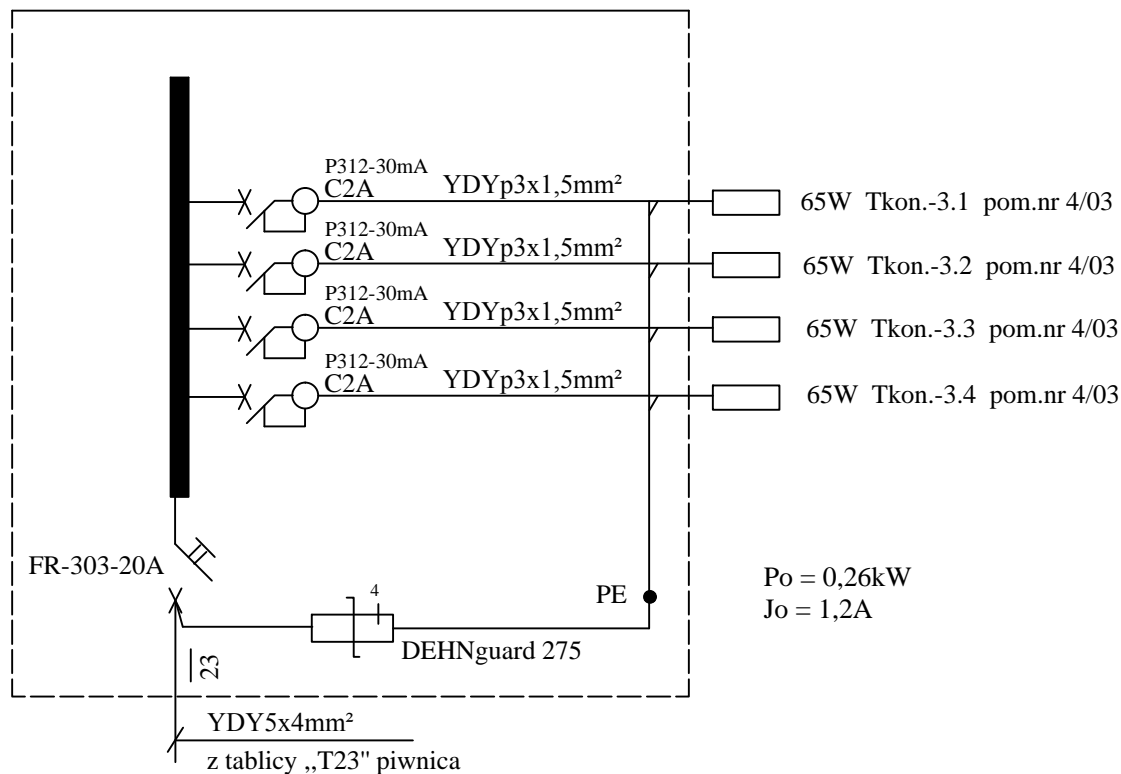 P312-30mA
C2A YDYp3x1,5mm² 65W Tkon.-3.1 pom.nr 4/03
P312-30mA
C2A YDYp3x1,5mm² 65W Tkon.-3.2 pom.nr 4/03
P312-30mA
C2A YDYp3x1,5mm² 65W Tkon.-3.3 pom.nr 4/03
P312-30mA
C2A YDYp3x1,5mm² 65W Tkon.-3.4 pom.nr 4/03
FR-303-20A
4
PE
Po = 0,26kW
Jo = 1,2A
DEHNguard 275
23
YDY5x4mm²
z tablicy ,,T23" piwnica